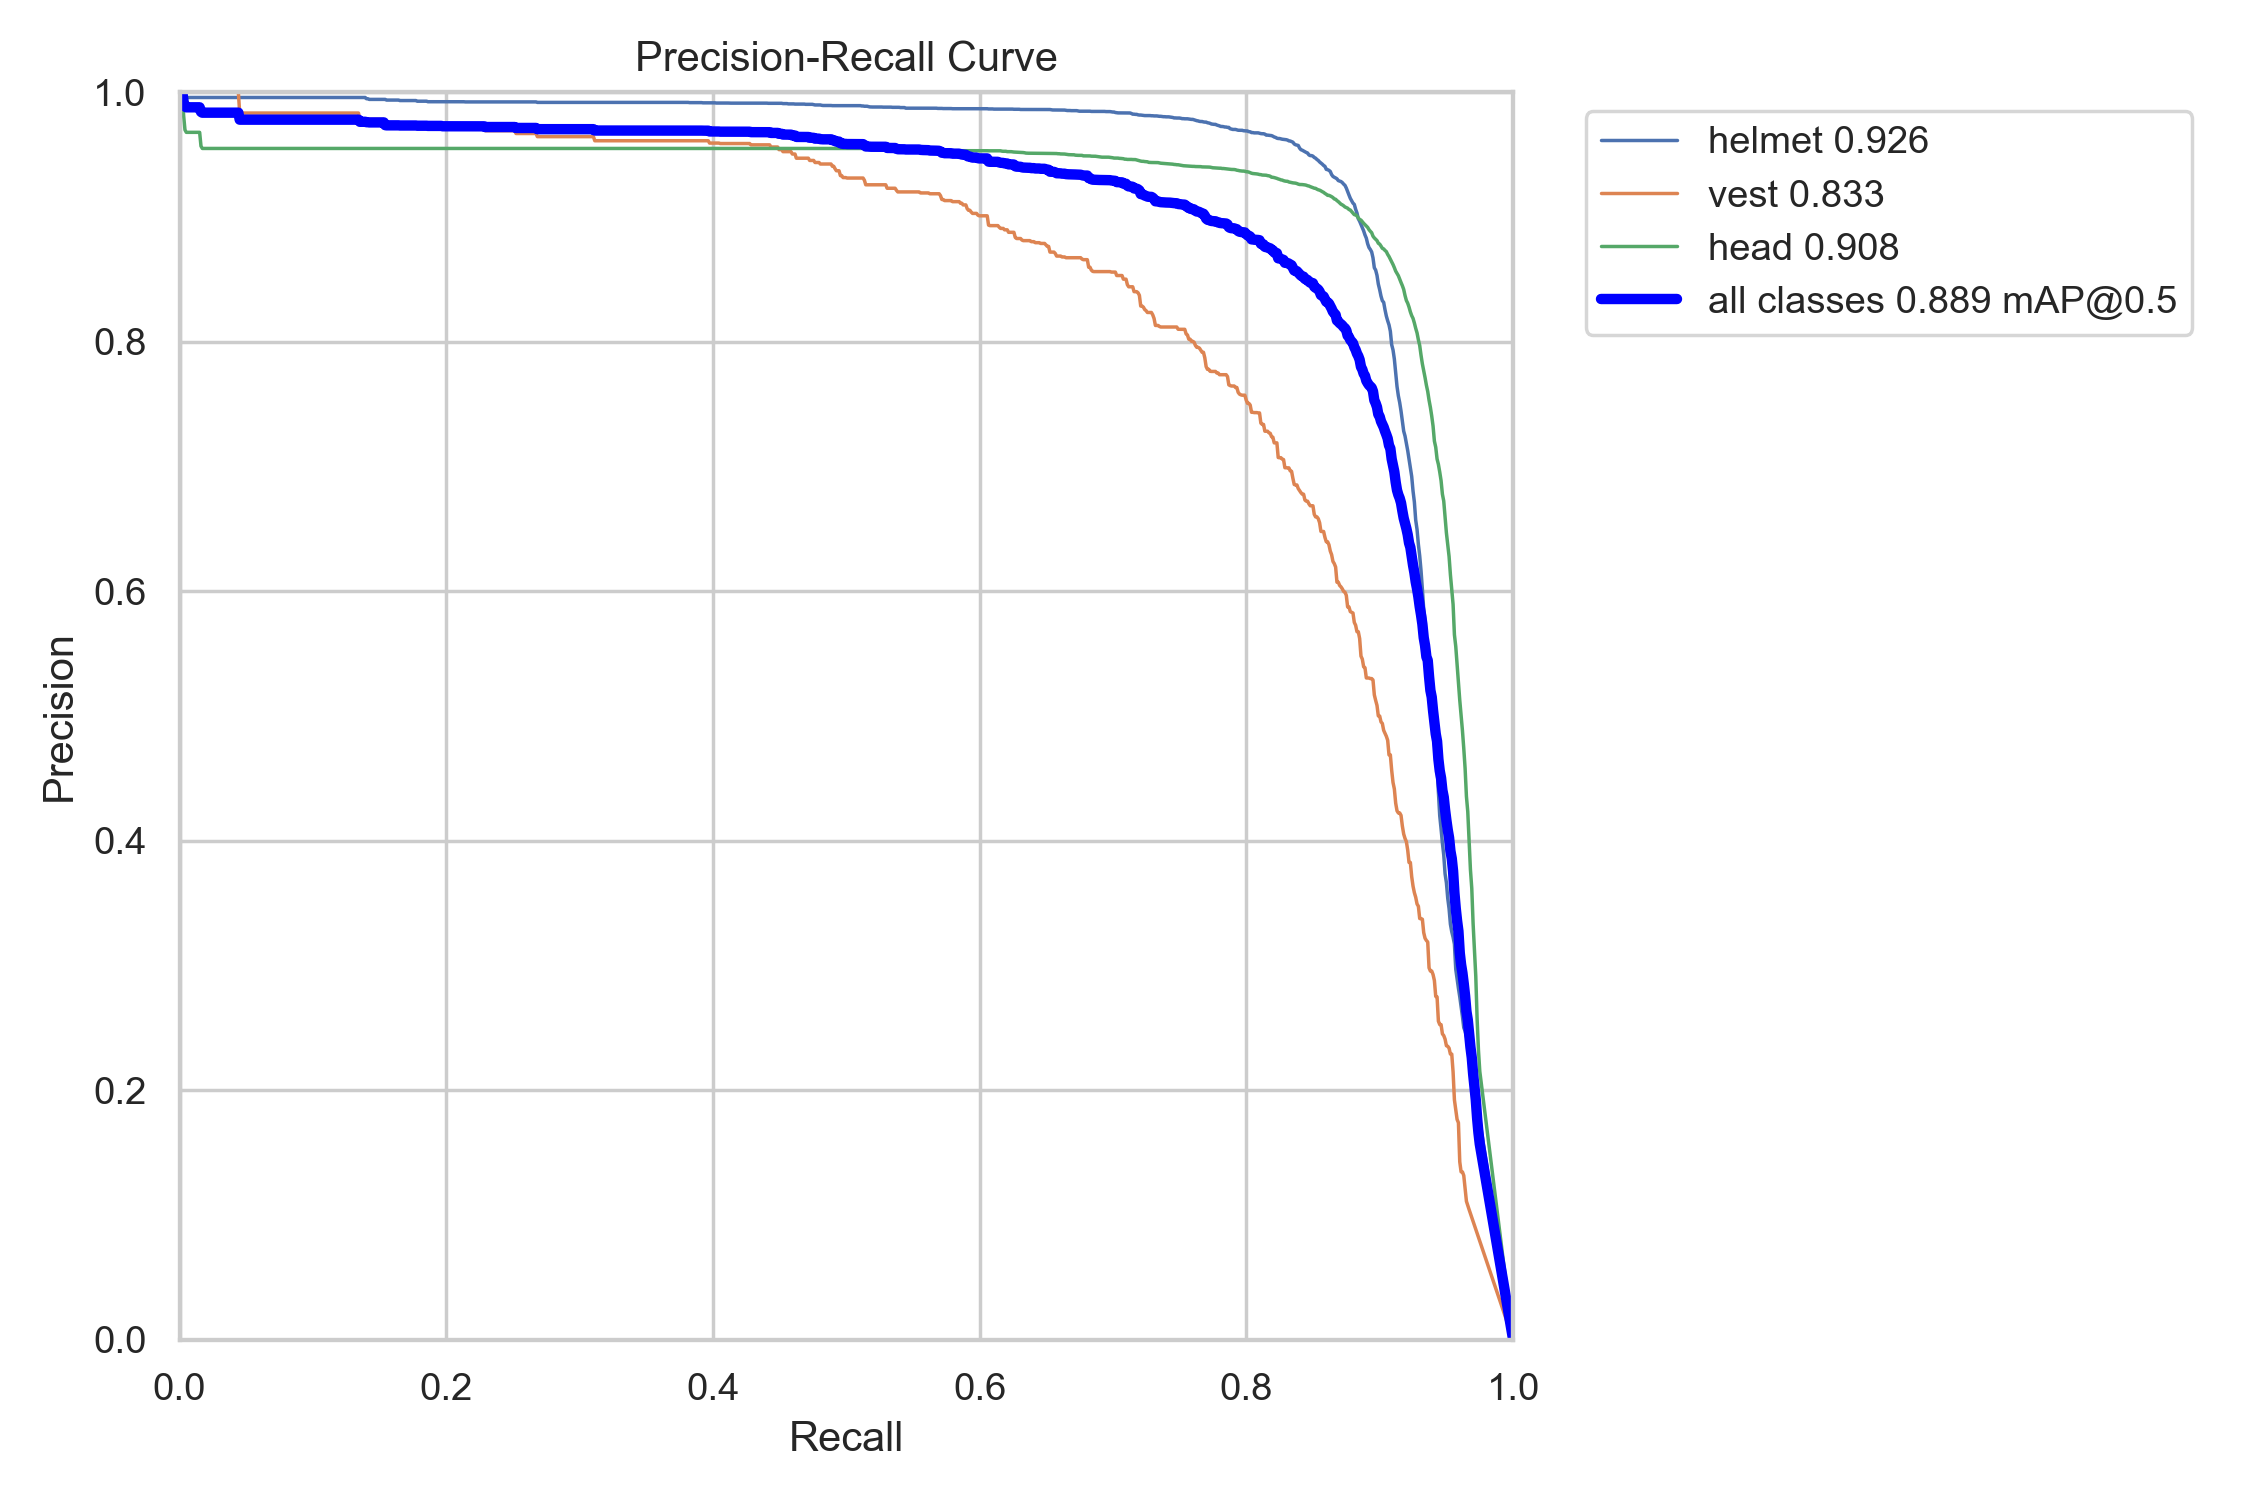 Precision-Recall Curve
1.0
0.8
0.6
0.4
0.2
0.0
Precision
0.0 0.2 0.4 0.6 0.8 1.0
Recall
helmet 0.926
vest 0.833
head 0.908
all classes 0.889 mAP@0.5